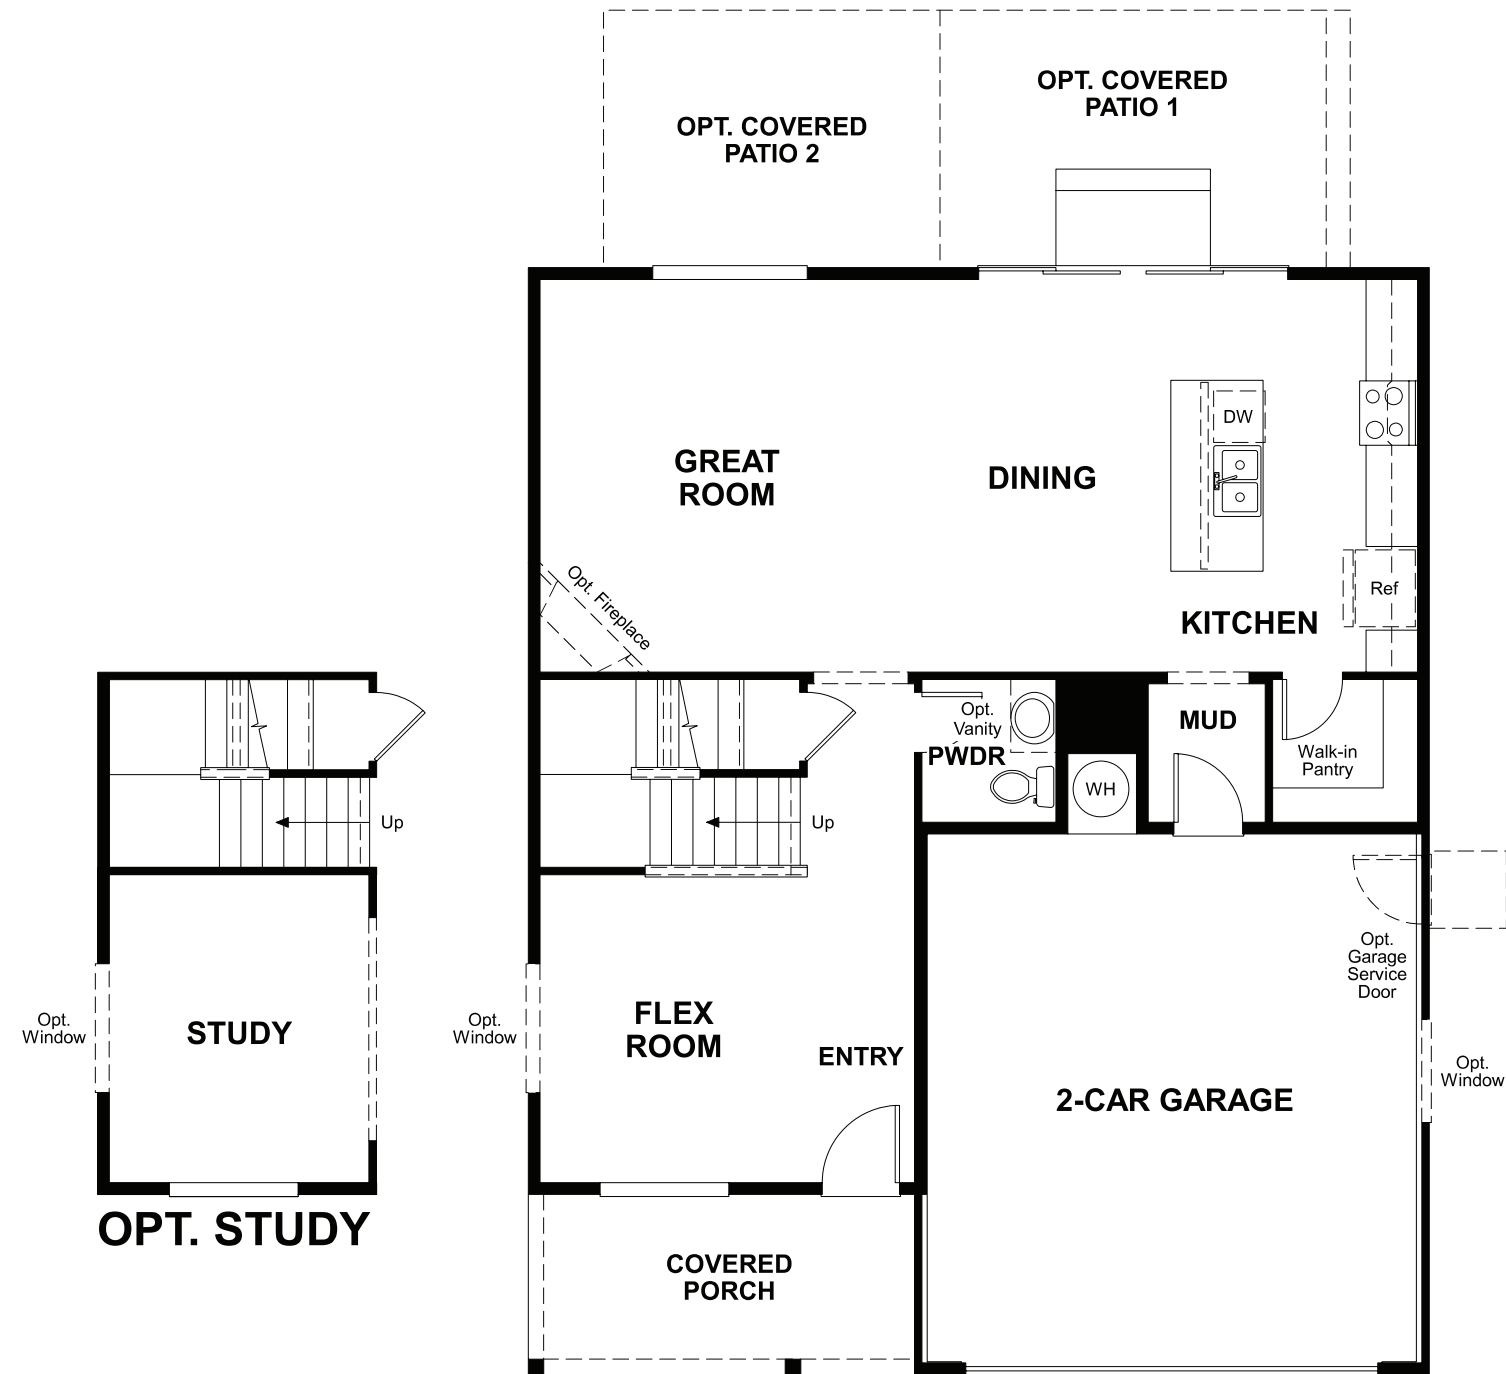 OPT. COVERED
PATIO 1
OPT. COVERED
PATIO 2
GREAT
ROOM
DINING
DW
Ref
KITCHEN
Opt. Fireplace
Opt.
Vanity
PWDR
MUD
Walk-in
Pantry
WH
Up
Up
Opt.
Garage
Service
Door
Opt.
Window
STUDY
Opt.
Window
FLEX
ROOM
ENTRY
2-CAR GARAGE
Opt.
Window
OPT. STUDY
COVERED
PORCH